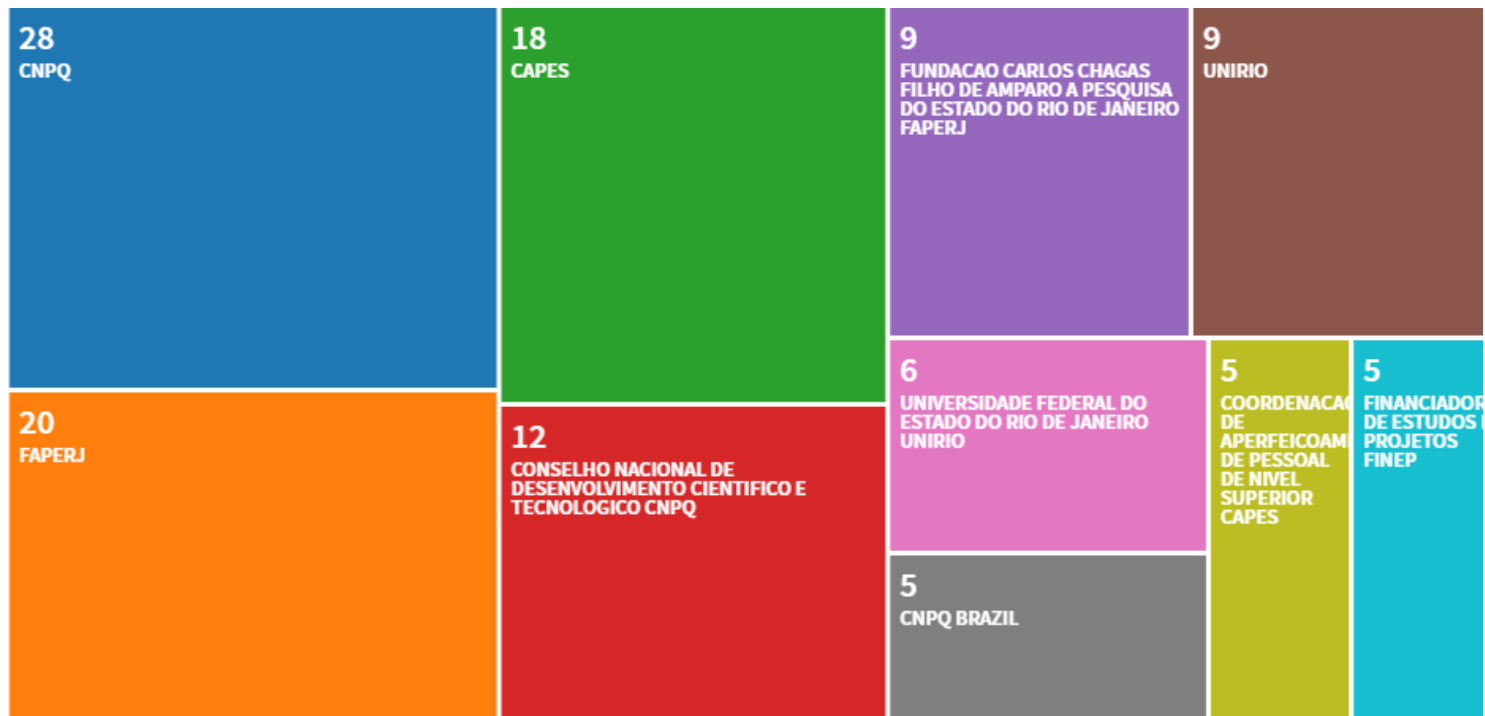 28
CNPQ
20
FAPERJ
18
CAPES
12
CONSELHO NACIONAL DE
DESENVOLVIMENTO CIENTIFICO E
TECNOLOGICO CNPQ
9
FUNDACAO CARLOS CHAGAS
FILHO DE AMPARO A PESQUISA
DO ESTADO DO RIO DE JANEIRO
FAPERJ
9
UNIRIO
6
UNIVERSIDADE FEDERAL DO
ESTADO DO RIO DE JANEIRO
UNIRIO
5
CNPQ BRAZIL
5
COORDENACAO
DE
APERFEICOAM
DE PESSOAL
DE NIVEL
SUPERIOR
CAPES
5
FINANCIADOR
DE ESTUDOS
PROJETOS
FINEP